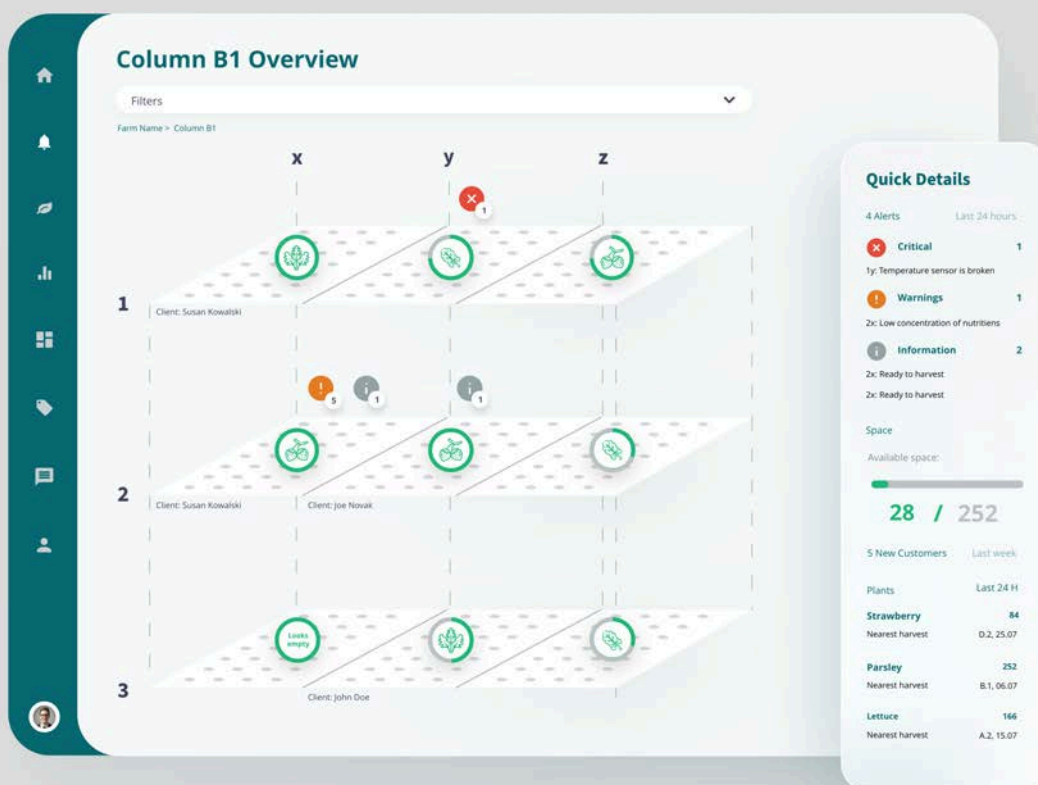 Column B1 Overview
Filters
Farm Name > Column B1
x y z
1
1
Client: Susan Kowalski
5 1 1
2
Client: Susan Kowalski Client: Joe Novak
Looks
empty
3
Client: John Doe
Quick Details
4 Alerts Last 24 hours
Critical 1
1y: Temperature sensor is broken
Warnings 1
2x: Low concentration of nutritiens
Information 2
2x: Ready to harvest
2x: Ready to harvest
Space
Available space:
28 / 252
5 New Customers Last week
Plants Last 24 H
Strawberry 84
Nearest harvest D.2, 25.07
Parsley 252
Nearest harvest B.1, 06.07
Lettuce 166
Nearest harvest A.2, 15.07